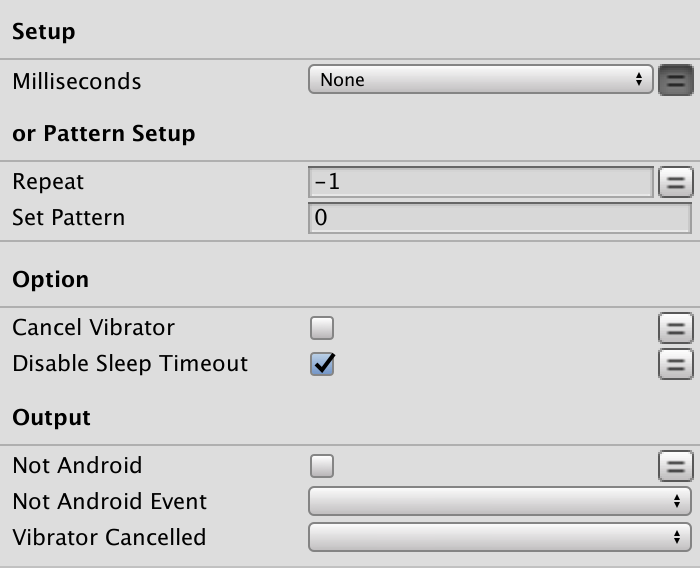 Setup
Milliseconds None
or Pattern Setup
Repeat -1
Set Pattern 0
Option
Cancel Vibrator
Disable Sleep Timeout
Output
Not Android
Not Android Event
Vibrator Cancelled